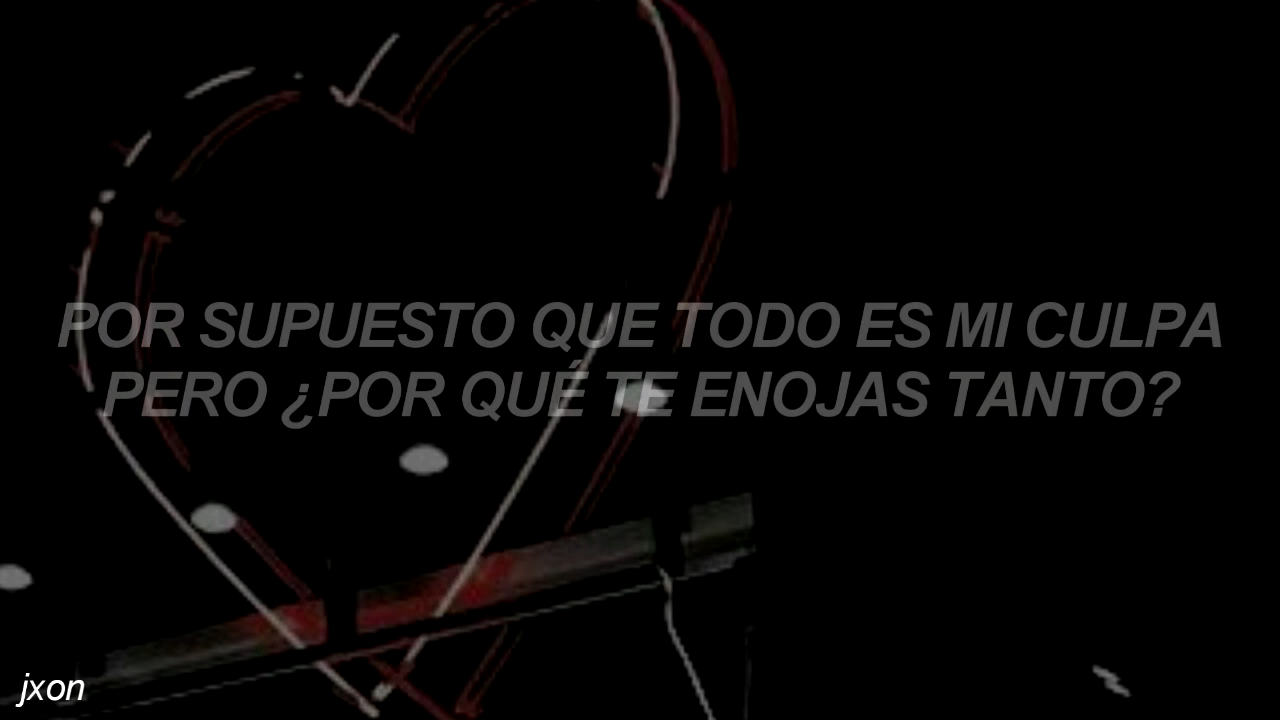 POR SUPUESTO QUE TODO ES MI CULPA
PERO ¿POR QUÉ TE ENOJAS TANTO?
jxon